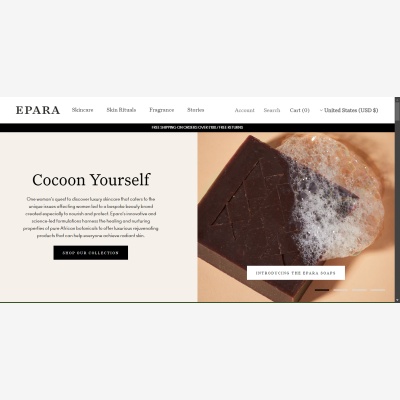 EPARA
Skincare Skin Rituals Fragrance Stories Account Search Cart (0) United States (USD $)
FREE SHIPPING ON ORDERS OVER $100 / FREE RETURNS
Cocoon Yourself
One woman's quest to discover luxury skincare that caters to the
unique issues affecting women led to a bespoke beauty brand
created especially to nourish and protect. Epara's innovative and
science-led formulations harness the healing and nurturing
properties of pure African botanicals to offer luxurious rejuvenating
products that can help everyone achieve radiant skin.
SHOP OUR COLLECTION
INTRODUCING THE EPARA SOAPS